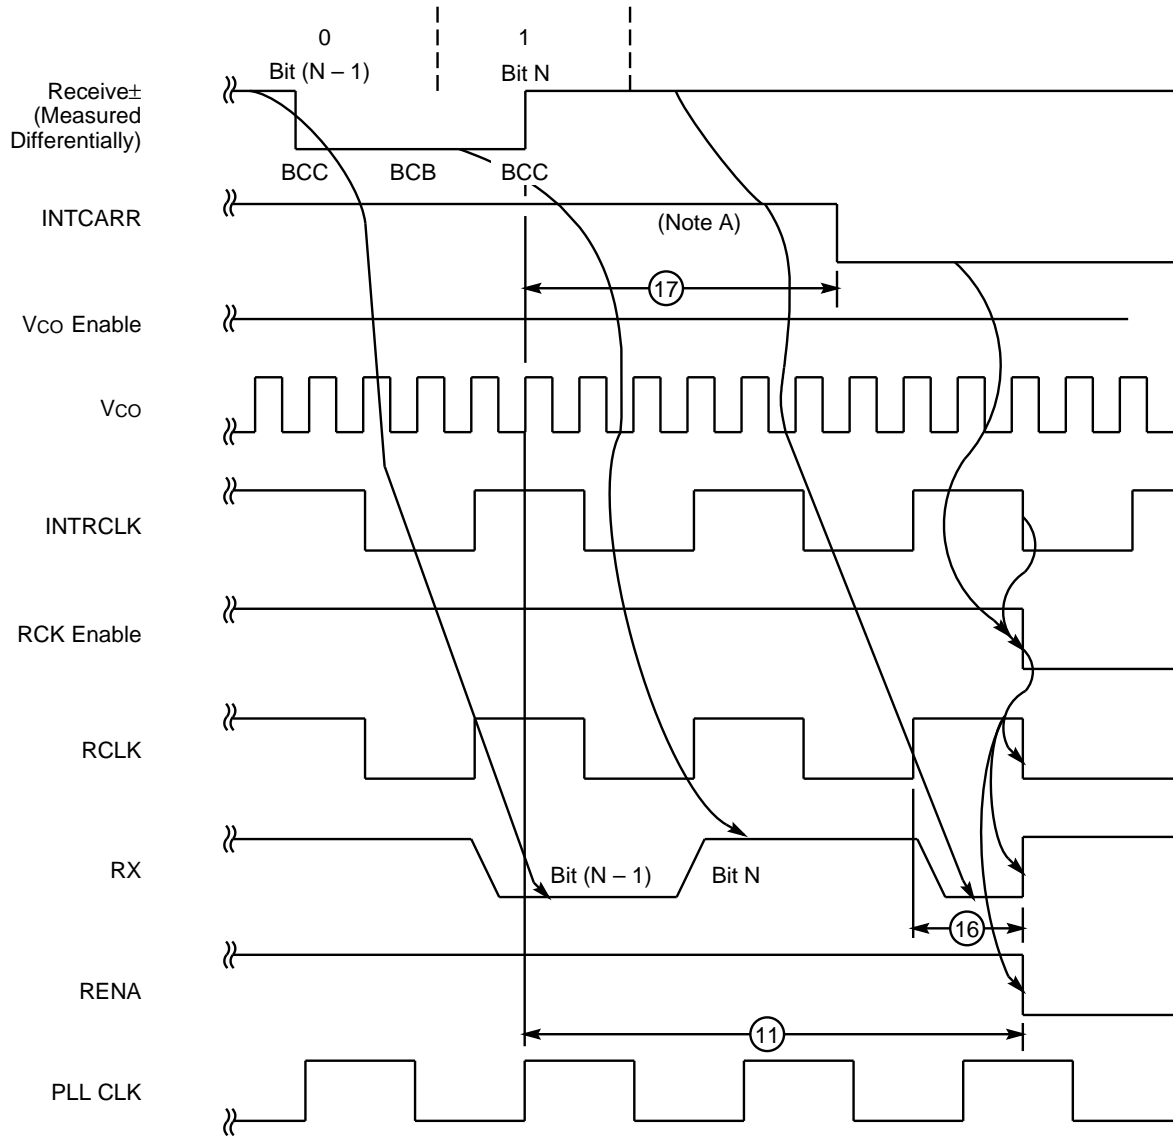 0 1
Bit (N – 1) Bit N
Receive±
(Measured
Differentially)
BCC BCB BCC
INTCARR
(Note A)
17
VCO Enable
VCO
INTRCLK
RCK Enable
RCLK
RX
Bit (N – 1) Bit N
16
RENA
11
PLL CLK